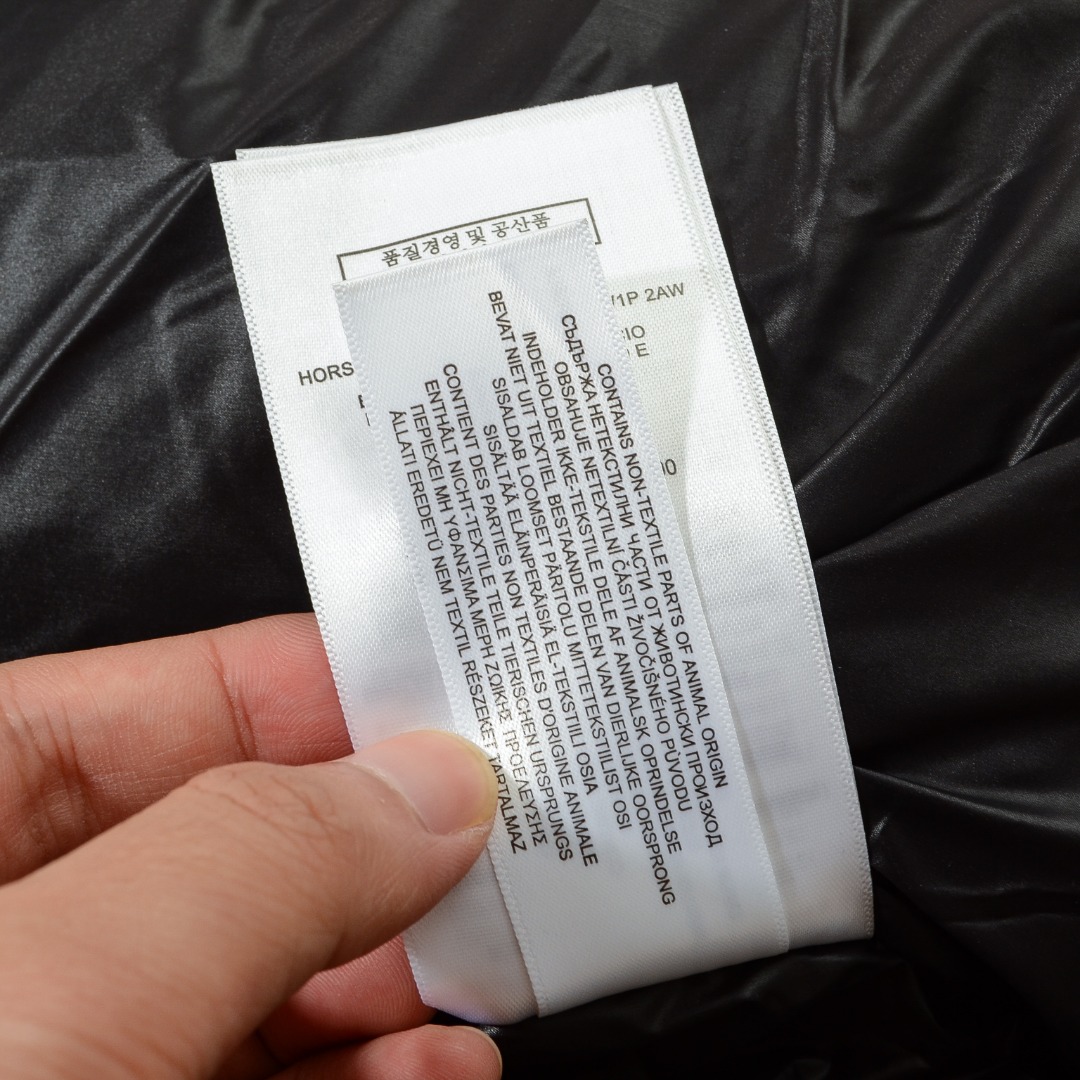 품질경영 및 공산품
W1P 2AW
HORS
CONTAINS NON-TEXTILE PARTS OF ANIMAL ORIGIN
СЪДЪРЖА НЕТЕКСТИЛНИ ЧАСТИ ОТ ЖИВОТИНСКИ ПРОИЗХОД
OBSAHUJE NETEXTILNÍ ČÁSTI ŽIVOČIŠNÉHO PŮVODU
INDEHOLDER IKKE-TEKSTILE DELE AF ANIMALSK OPRINDELSE
BEVAT NIET UIT TEXTIEL BESTAANDE DELEN VAN DIERLIJKE OORSPRONG
SISALDAB LOOMSET PÄRITOLU MITTETEKSTIILIST OSI
SISÄLTÄÄ ELÄINPERÄISIÄ EI-TEKSTIILI OSIA
CONTIENT DES PARTIES NON TEXTILES D'ORIGINE ANIMALE
ENTHÄLT NICHT-TEXTILE TEILE TIERISCHEN URSPRUNGS
ΠΕΡΙΕΧΕΙ ΜΗ ΥΦΑΝΣΙΜΑ ΜΕΡΗ ΖΩΙΚΗΣ ΠΡΟΕΛΕΥΣΗΣ
ÁLLATI EREDETŰ NEM TEXTIL RÉSZEKET TARTALMAZ